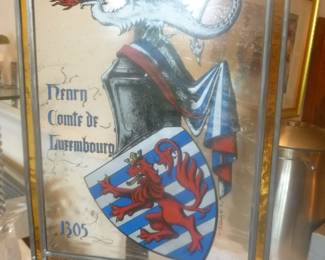 Henry
Comte de
Luxembourg
1305